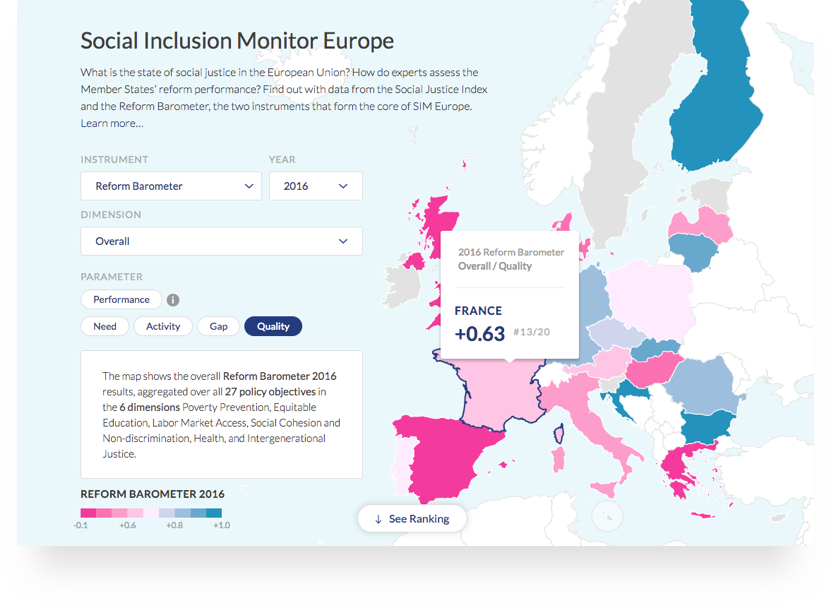 Social Inclusion Monitor Europe
What is the state of social justice in the European Union? How do experts assess the
Member States' reform performance? Find out with data from the Social Justice Index
and the Reform Barometer, the two instruments that form the core of SIM Europe.
Learn more...
INSTRUMENT YEAR
Reform Barometer 2016
DIMENSION
Overall
PARAMETER
Performance i
Need Activity Gap Quality
The map shows the overall Reform Barometer 2016
results, aggregated over all 27 policy objectives in
the 6 dimensions Poverty Prevention, Equitable
Education, Labor Market Access, Social Cohesion and
Non-discrimination, Health, and Intergenerational
Justice.
REFORM BAROMETER 2016
-0.1 +0.6 +0.8 +1.0
2016 Reform Barometer
Overall / Quality
FRANCE
+0.63 #13/20
↓ See Ranking